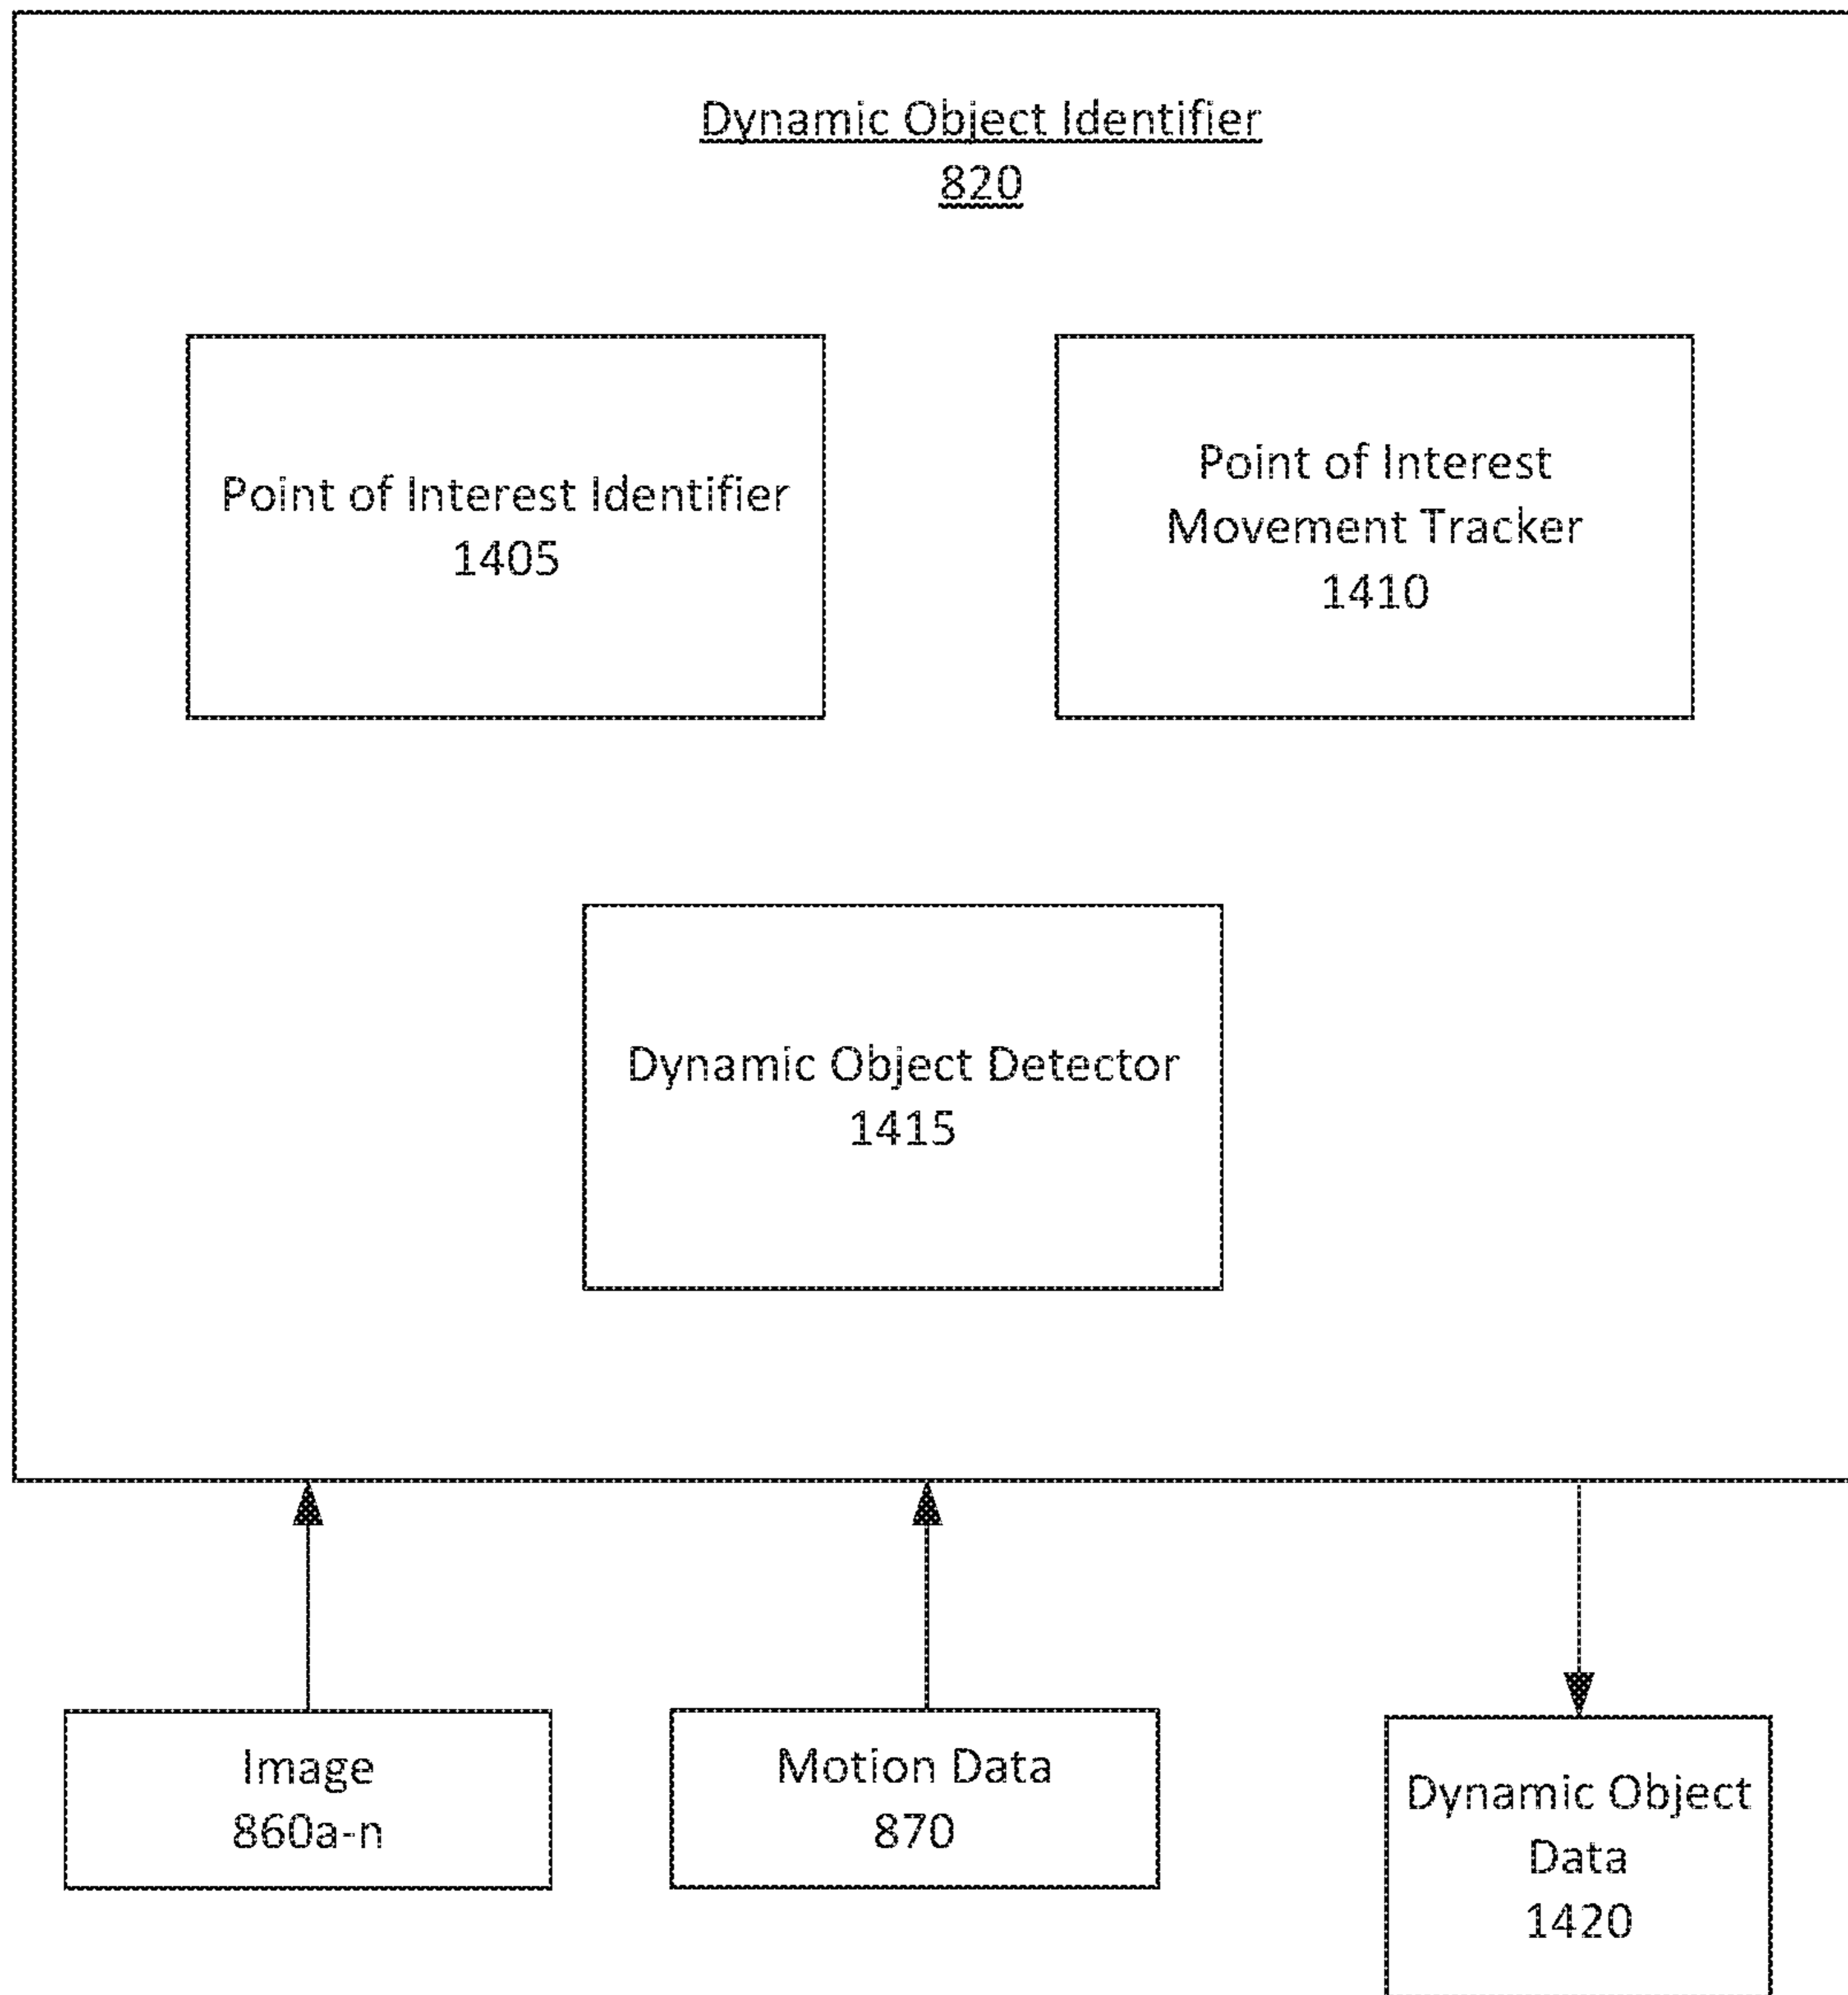 Dynamic Object Identifier
820
Point of Interest Identifier
1405
Point of Interest
Movement Tracker
1410
Dynamic Object Detector
1415
Image
860a-n
Motion Data
870
Dynamic Object
Data
1420